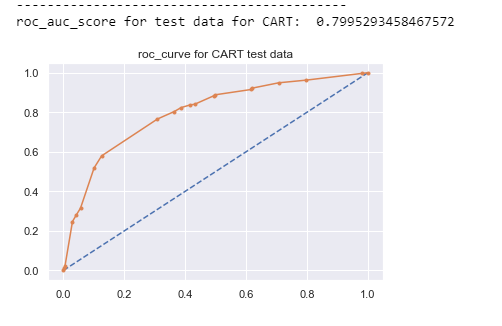 -------------------------------------------
roc_auc_score for test data for CART:  0.7995293458467572
roc_curve for CART test data
1.0
0.8
0.6
0.4
0.2
0.0
0.0 0.2 0.4 0.6 0.8 1.0